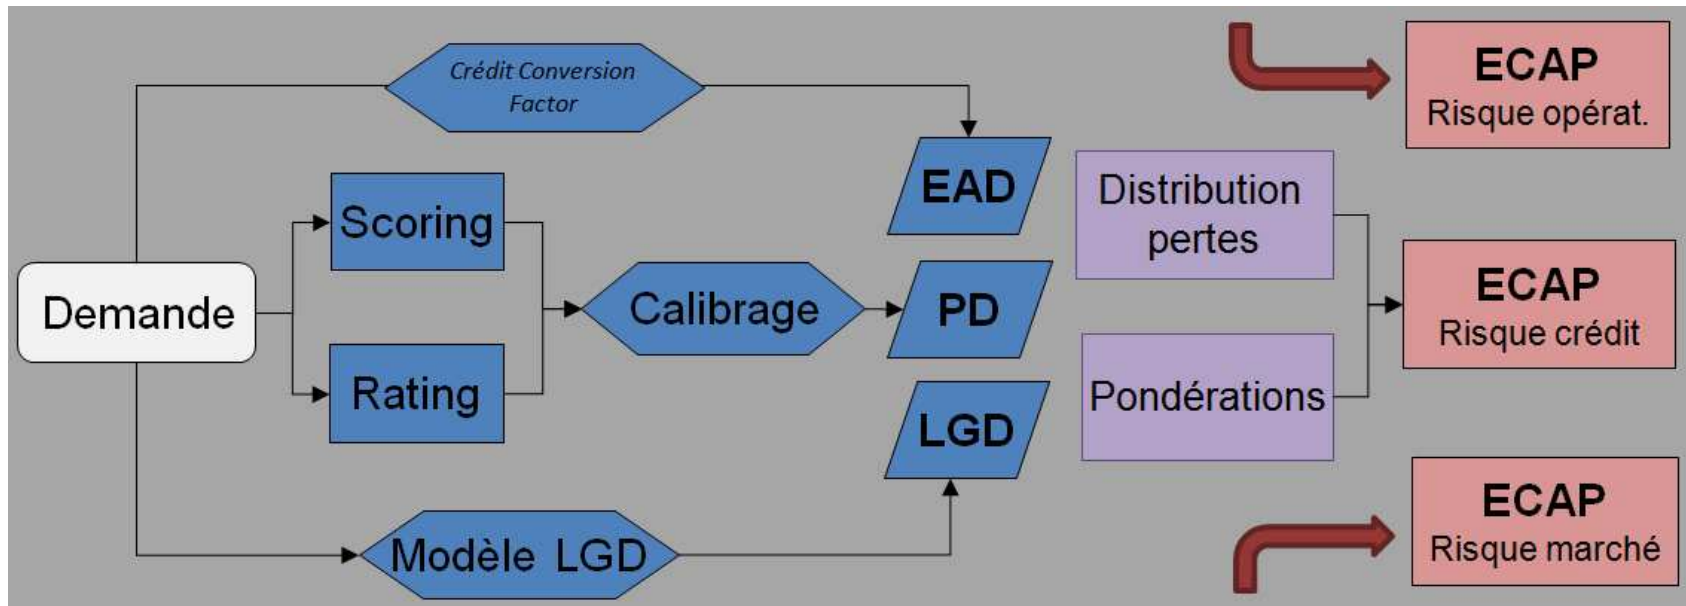 Crédit Conversion
Factor
ECAP
Risque opérat.
EAD
Distribution
pertes
Scoring
Demande
Calibrage
PD
ECAP
Risque crédit
Rating
LGD
Pondérations
Modèle LGD
ECAP
Risque marché